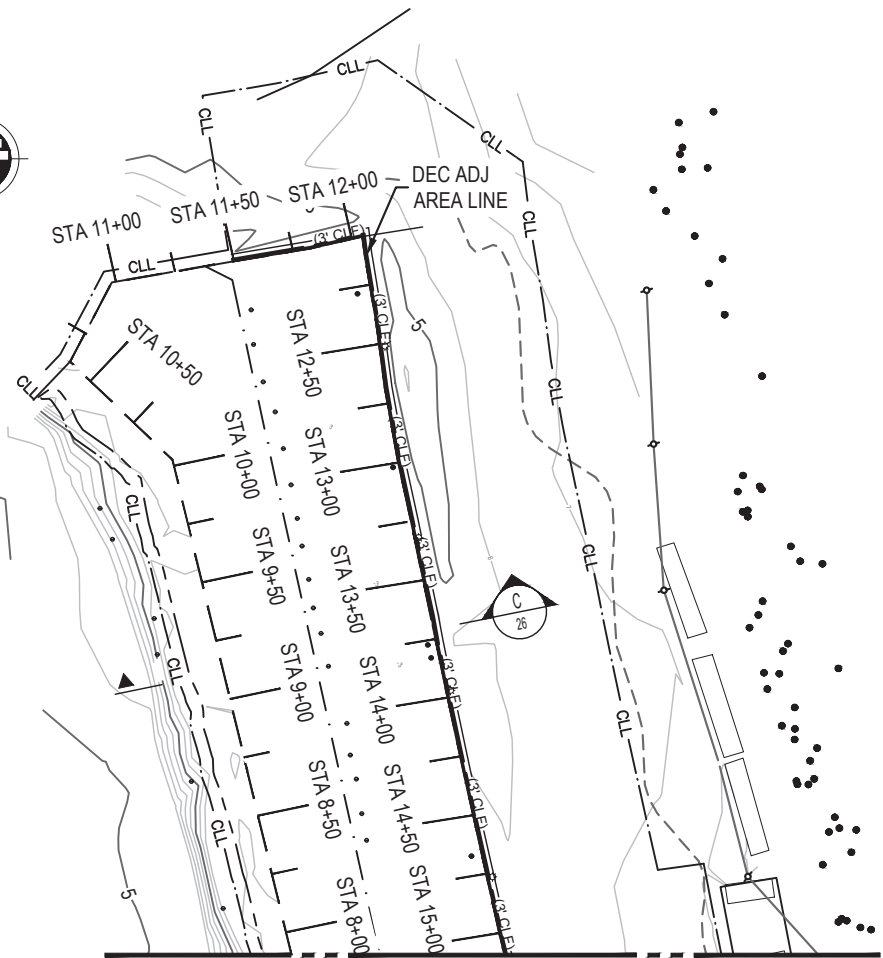 CLL
CLL
CLL
DEC ADJ
AREA LINE
STA 12+00
STA 11+50
STA 11+00
CLL
(3' CLF)
CLL
5
STA 10+50
STA 12+50
(3' CLF)
CLL
CLL
STA 10+00
STA 13+00
(3' CLF)
CLL
STA 9+50
STA 13+50
(3' CLF)
CLL
C
26
CLL
STA 9+00
STA 14+00
(3' CLF)
CLL
STA 8+50
STA 14+50
(3' CLF)
CLL
5
STA 8+00
STA 15+00
(3' CLF)